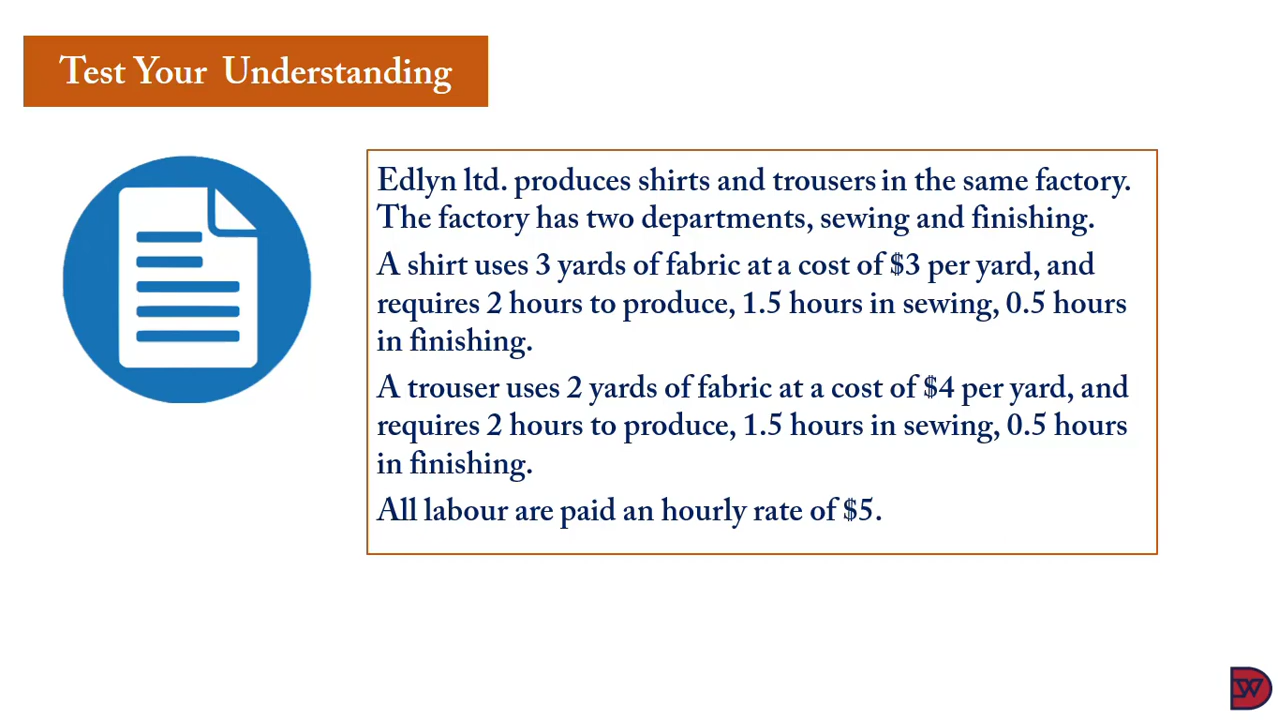 Test Your Understanding
Edlyn ltd. produces shirts and trousers in the same factory.
The factory has two departments, sewing and finishing.
A shirt uses 3 yards of fabric at a cost of $3 per yard, and
requires 2 hours to produce, 1.5 hours in sewing, 0.5 hours
in finishing.
A trouser uses 2 yards of fabric at a cost of $4 per yard, and
requires 2 hours to produce, 1.5 hours in sewing, 0.5 hours
in finishing.
All labour are paid an hourly rate of $5.